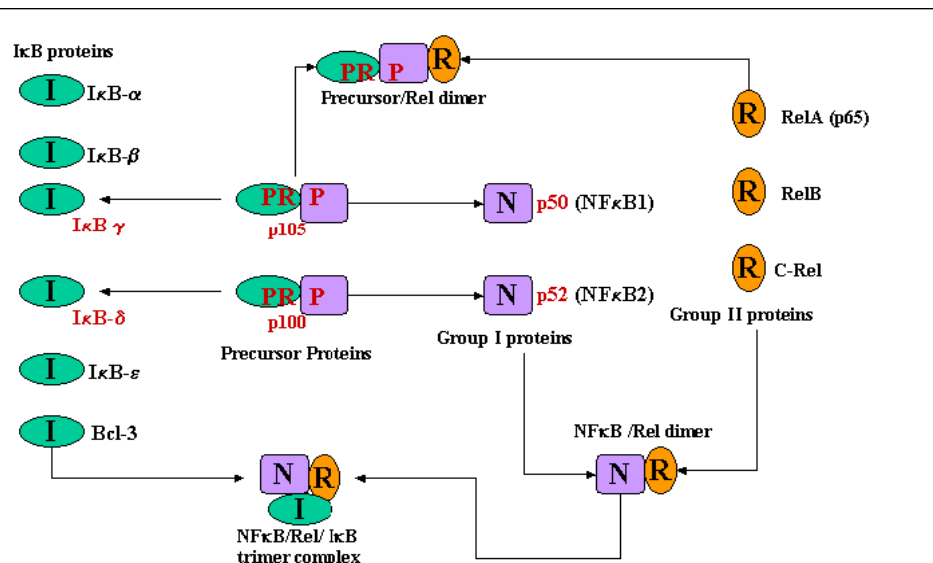 IκB proteins
I IκB-α
I IκB-β
I
IκB γ
I
IκB-δ
I IκB-ε
I Bcl-3
PR P R
Precursor/Rel dimer
PR P
p105
PR P
p100
Precursor Proteins
N p50 (NFκB1)
N p52 (NFκB2)
Group I proteins
R RelA (p65)
R RelB
R C-Rel
Group II proteins
NFκB /Rel dimer
N R
N R
I
NFκB/Rel/ IκB
trimer complex